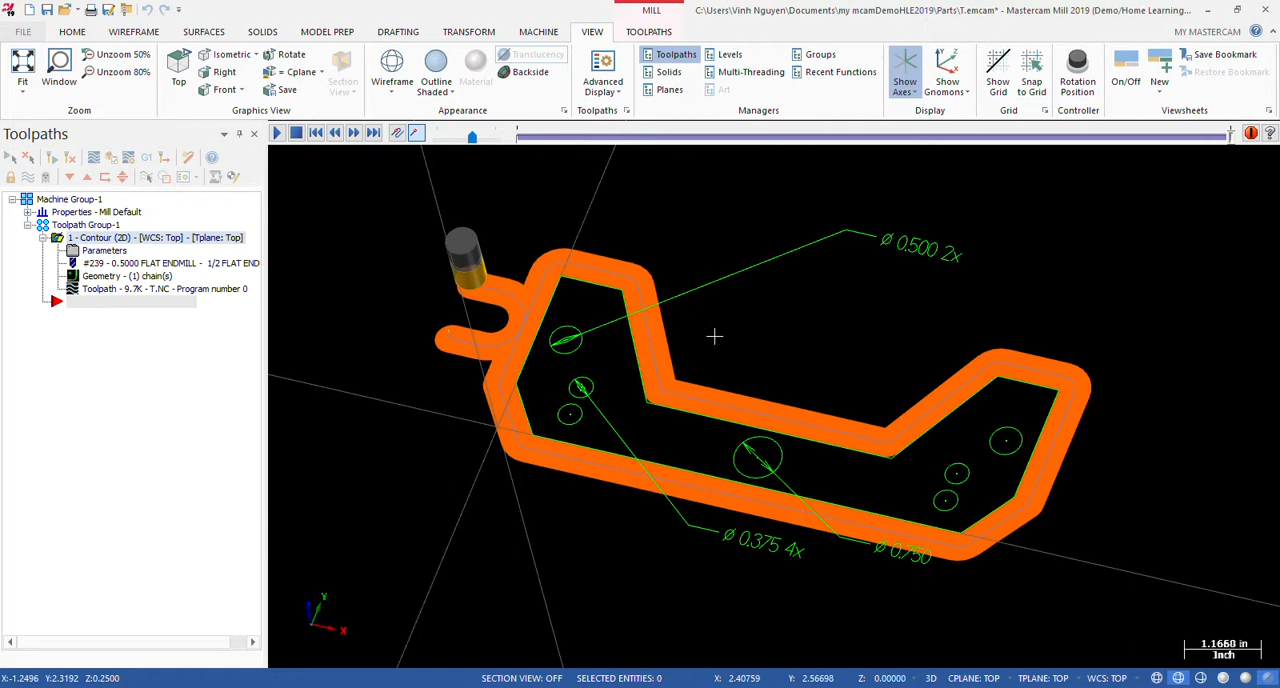 MILL
C:\Users\Vinh Nguyen\Documents\my mcamDemoHLE2019\Parts\T.emcam* - Mastercam Mill 2019 (Demo/Home Learning...
FILE HOME WIREFRAME SURFACES SOLIDS MODEL PREP DRAFTING TRANSFORM MACHINE VIEW TOOLPATHS MY MASTERCAM
Fit Window Unzoom 50%
Unzoom 80%
Zoom
Top Isometric Rotate
Right = Cplane
Front Save
Section View
Graphics View
Wireframe Outline Shaded Material Translucency
Backside
Appearance
Advanced Display
Toolpaths
Toolpaths Levels Groups
Solids Multi-Threading Recent Functions
Planes Art
Managers
Show Axes Show Gnomons
Display
Show Grid Snap to Grid
Grid
Rotation Position
Controller
On/Off New Save Bookmark
Restore Bookmark
Viewsheets
Toolpaths
G1
Machine Group-1
Properties - Mill Default
Toolpath Group-1
1 - Contour (2D) - [WCS: Top] - [Tplane: Top]
Parameters
#239 - 0.5000 FLAT ENDMILL - 1/2 FLAT END
Geometry - (1) chain(s)
Toolpath - 9.7K - T.NC - Program number 0
Ø 0.500 2x
Ø 0.375 4x
Ø 0.750
Y
X
1.1660 in
Inch
X:-1.2496 Y:2.3192 Z:0.2500 SECTION VIEW: OFF SELECTED ENTITIES: 0 X: 2.40759 Y: 2.56698 Z: 0.00000 3D CPLANE: TOP TPLANE: TOP WCS: TOP